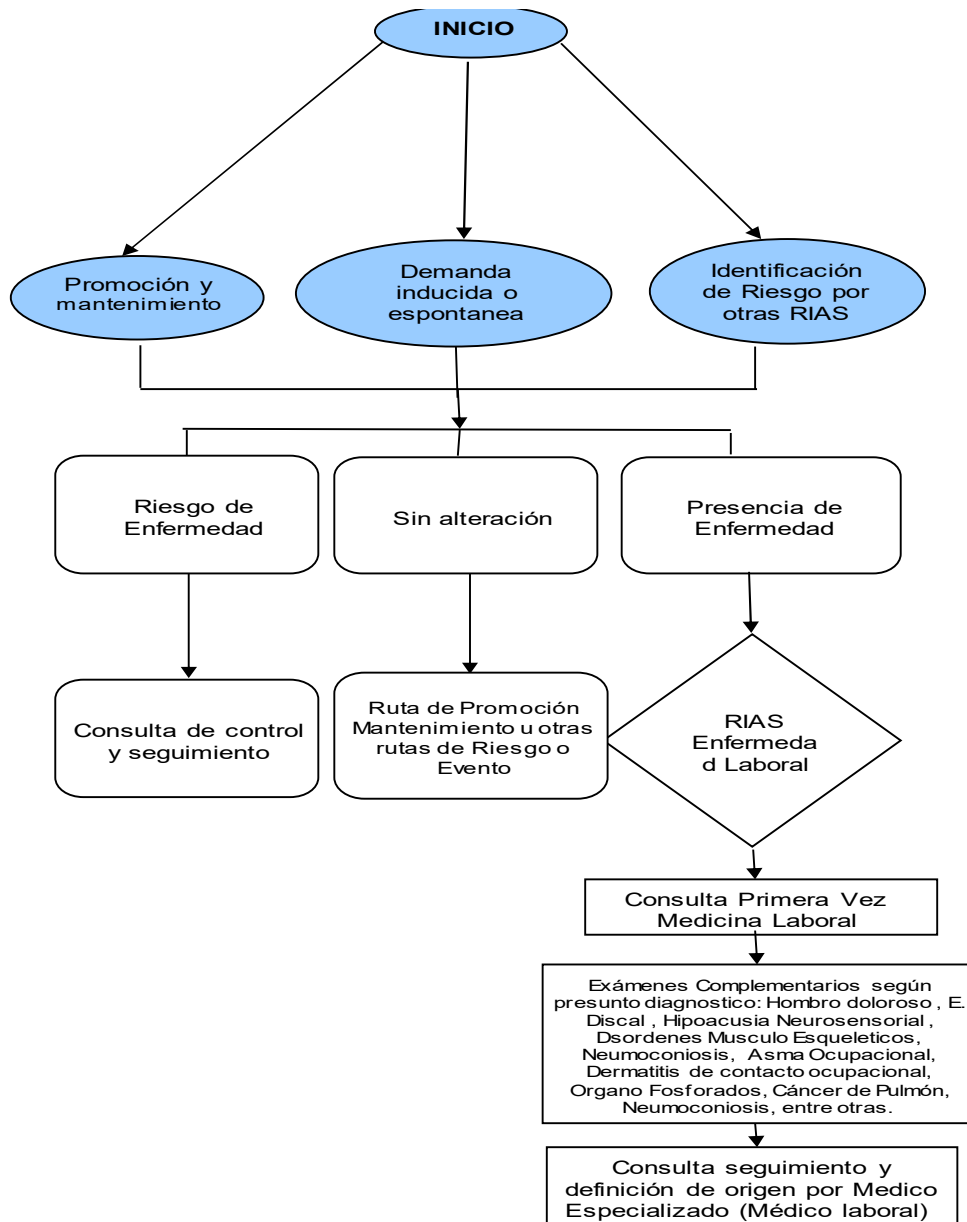 INICIO
Promoción y
mantenimiento
Demanda
inducida o
espontanea
Identificación
de Riesgo por
otras RIAS
Riesgo de
Enfermedad
Sin alteración
Presencia de
Enfermedad
Consulta de control
y seguimiento
Ruta de Promoción
Mantenimiento u otras
rutas de Riesgo o
Evento
RIAS
Enfermeda
d Laboral
Consulta Primera Vez
Medicina Laboral
Exámenes Complementarios según
presunto diagnostico: Hombro doloroso , E.
Discal , Hipoacusia Neurosensorial ,
Dsordenes Musculo Esqueleticos,
Neumoconiosis, Asma Ocupacional,
Dermatitis de contacto ocupacional,
Organo Fosforados, Cáncer de Pulmón,
Neumoconiosis, entre otras.
Consulta seguimiento y
definición de origen por Medico
Especializado (Médico laboral)